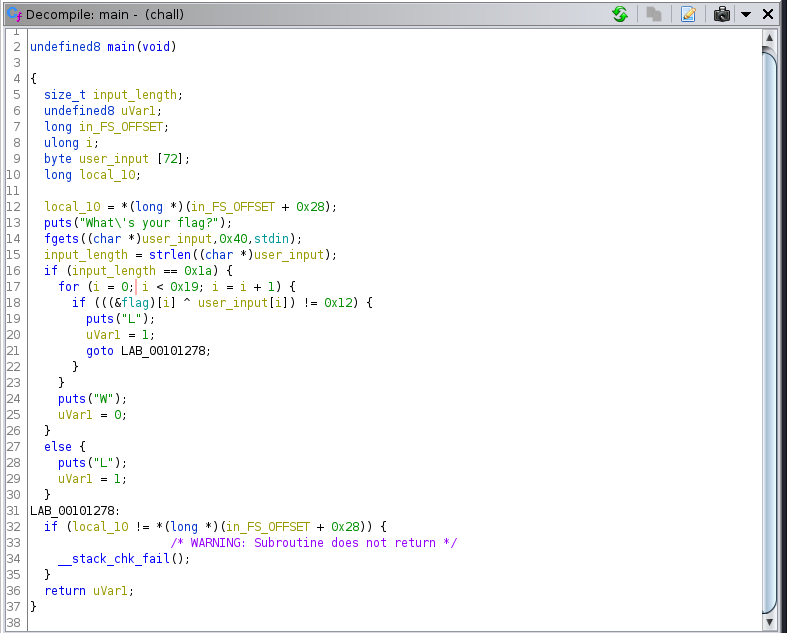 Decompile: main - (chall)
1
2 undefined8 main(void)
3
4 {
5 size_t input_length;
6 undefined8 uVar1;
7 long in_FS_OFFSET;
8 ulong i;
9 byte user_input [72];
10 long local_10;
11
12 local_10 = *(long *)(in_FS_OFFSET + 0x28);
13 puts("What\'s your flag?");
14 fgets((char *)user_input,0x40,stdin);
15 input_length = strlen((char *)user_input);
16 if (input_length == 0x1a) {
17 for (i = 0; i < 0x19; i = i + 1) {
18 if (((&flag)[i] ^ user_input[i]) != 0x12) {
19 puts("L");
20 uVar1 = 1;
21 goto LAB_00101278;
22 }
23 }
24 puts("W");
25 uVar1 = 0;
26 }
27 else {
28 puts("L");
29 uVar1 = 1;
30 }
31 LAB_00101278:
32 if (local_10 != *(long *)(in_FS_OFFSET + 0x28)) {
33 /* WARNING: Subroutine does not return */
34 __stack_chk_fail();
35 }
36 return uVar1;
37 }
38